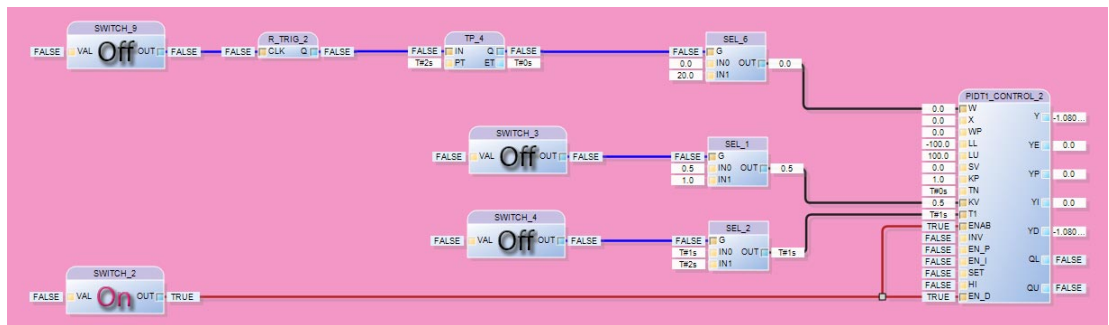 SWITCH_9
FALSE VAL Off OUT FALSE
R_TRIG_2
FALSE CLK Q FALSE
TP_4
FALSE IN Q FALSE
T#2s PT ET T#0s
SEL_6
FALSE G
0.0 IN0 OUT 0.0
20.0 IN1
SWITCH_3
FALSE VAL Off OUT FALSE
SEL_1
FALSE G
0.5 IN0 OUT 0.5
1.0 IN1
SWITCH_4
FALSE VAL Off OUT FALSE
SEL_2
FALSE G
T#1s IN0 OUT T#1s
T#2s IN1
SWITCH_2
FALSE VAL On OUT TRUE
PIDT1_CONTROL_2
0.0 W
0.0 X Y -1.080...
0.0 WP
-100.0 LL
100.0 LU YE 0.0
0.0 SV
1.0 KP YP 0.0
T#0s TN
0.5 KV YI 0.0
T#1s T1
TRUE ENAB
FALSE INV YD -1.080...
FALSE EN_P
FALSE EN_I QL FALSE
FALSE SET
FALSE HI QU FALSE
TRUE EN_D